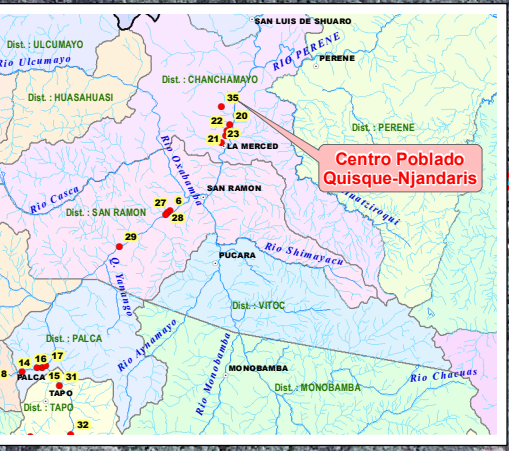 SAN LUIS DE SHUARO
Dist. : ULCUMAYO
RIO PERENE
PERENE
Rio Ulcumayo
Dist. : CHANCHAMAYO
Dist. : HUASAHUASI
35
22
20
Dist. : PERENE
21
23
LA MERCED
Centro Poblado
Quisque-Njandaris
Rio Oxabamba
SAN RAMON
Rio Casca
27
6
Dist. : SAN RAMON
28
29
Rio Shimayacu
PUCARA
Q. Yanango
Dist. : VITOC
Dist. : PALCA
Rio Aynamayo
14
16
17
8
PALCA
15
31
MONOBAMBA
Rio Monobamba
Rio Chacuas
TAPO
Dist. : MONOBAMBA
Dist. : TAPO
32